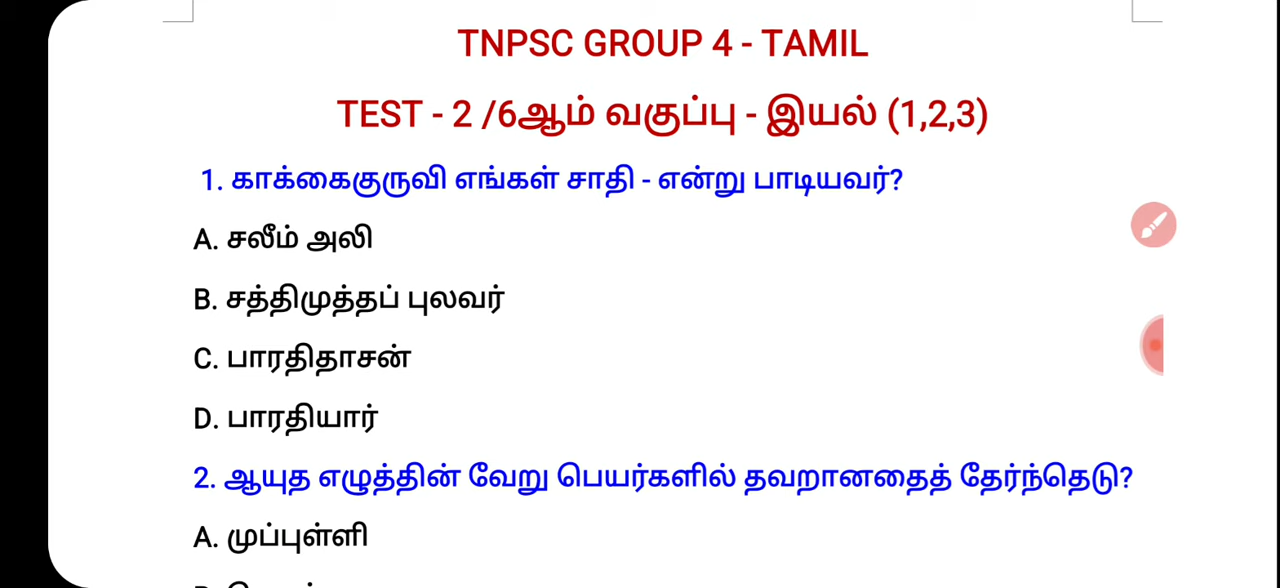 TNPSC GROUP 4 - TAMIL
TEST - 2 /6ஆம் வகுப்பு - இயல் (1,2,3)
1. காக்கைகுருவி எங்கள் சாதி - என்று பாடியவர்?
A. சலீம் அலி
B. சத்திமுத்தப் புலவர்
C. பாரதிதாசன்
D. பாரதியார்
2. ஆயுத எழுத்தின் வேறு பெயர்களில் தவறானதைத் தேர்ந்தெடு?
A. முப்புள்ளி